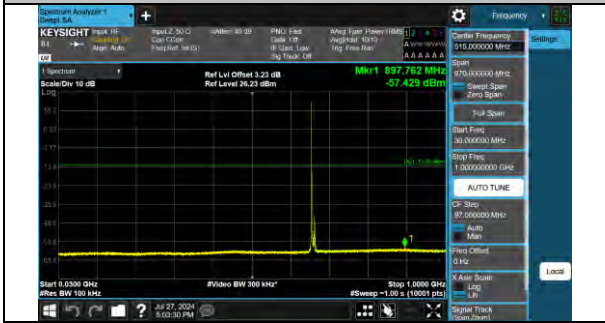 Spectrum Analyzer 1
Swept SA
Frequency
KEYSIGHT
Input: RF
Input Z: 50 Ω
#Atten: 40 dB
PNO: Fast
Corr CCorr
Gate: Off
Avg|Hold: 10/10
Align: Auto
Freq Ref: Int (S)
IF Gain: Low
Trig: Free Run
Sig Track: Off
1 Spectrum
Scale/Div 10 dB
Log
Ref Lvl Offset 3.23 dB
Ref Level 26.23 dBm
Mkr1 897.762 MHz
-57.429 dBm
1
Start 0.0300 GHz
#Res BW 100 kHz
#Video BW 300 kHz*
Stop 1.0000 GHz
#Sweep ~1.00 s (10001 pts)
Jul 27, 2024
5:03:30 PM
Center Frequency
515.000000 MHz
Settings
Span
970.000000 MHz
Swept Span
Zero Span
Full Span
Start Freq
30.000000 MHz
Stop Freq
1.000000000 GHz
AUTO TUNE
CF Step
97.000000 MHz
Auto
Man
Freq Offset
0 Hz
X Axis Scale
Log
Lin
Local
Signal Track
(Span Zoom)